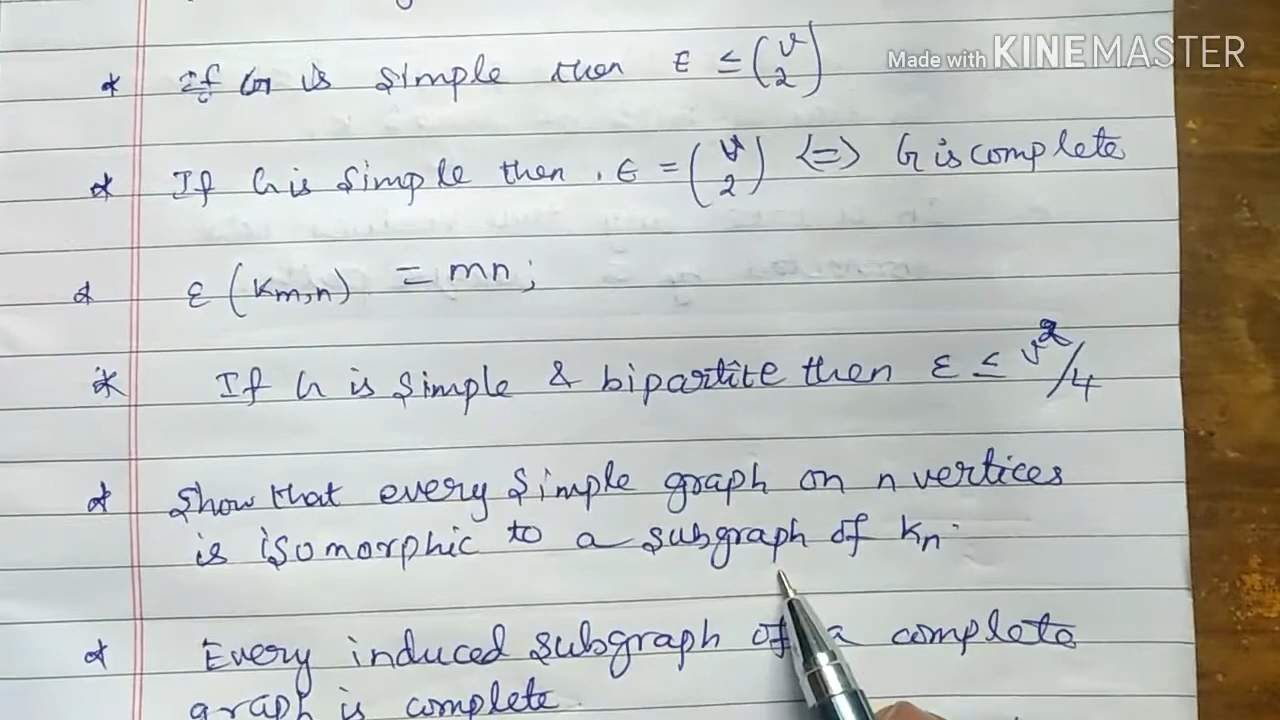 Made with KINEMASTER
* If G is simple then ε ≤ (v 2)
* If G is simple then . ε = (v 2) <=> G is complete
* ε (Km,n) = mn;
* If G is simple & bipartite then ε ≤ v²/4
* Show that every simple graph on n vertices
is isomorphic to a subgraph of Kn.
* Every induced subgraph of a complete
graph is complete.